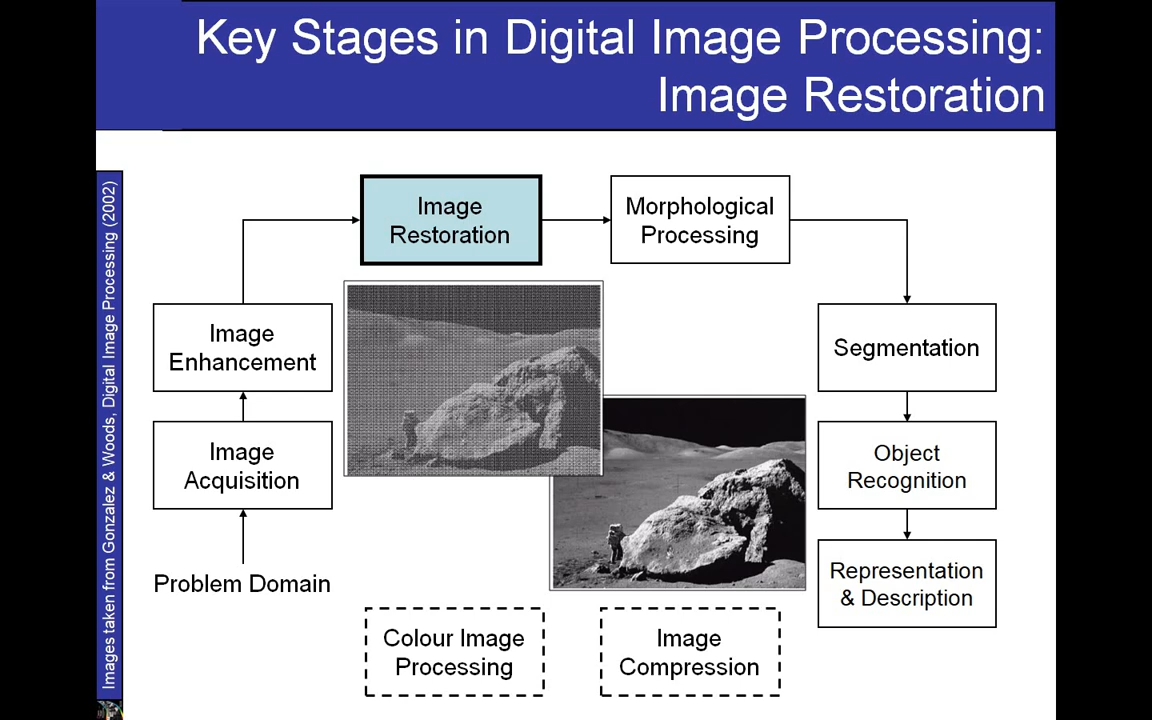 Key Stages in Digital Image Processing:
Image Restoration
Images taken from Gonzalez & Woods, Digital Image Processing (2002)
Image
Restoration
Morphological
Processing
Image
Enhancement
Segmentation
Image
Acquisition
Object
Recognition
Problem Domain
Representation
& Description
Colour Image
Processing
Image
Compression